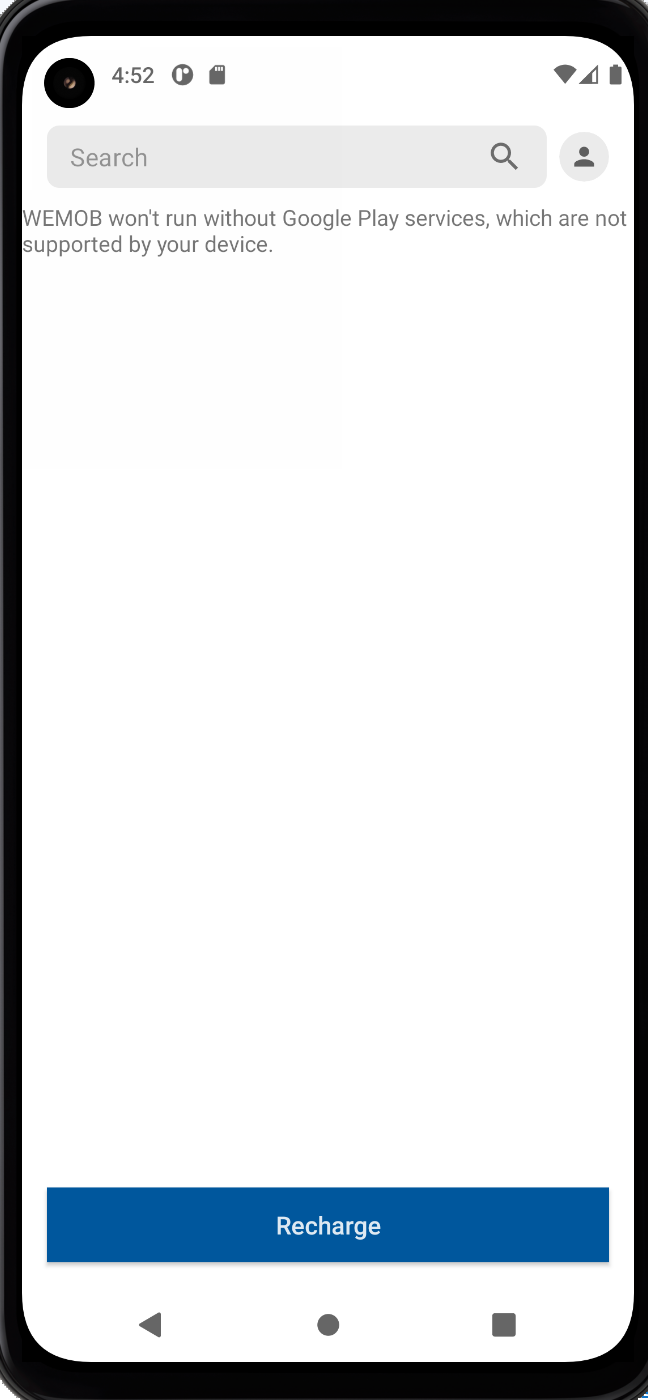 4:52
Search
WEMOB won't run without Google Play services, which are not
supported by your device.
Recharge